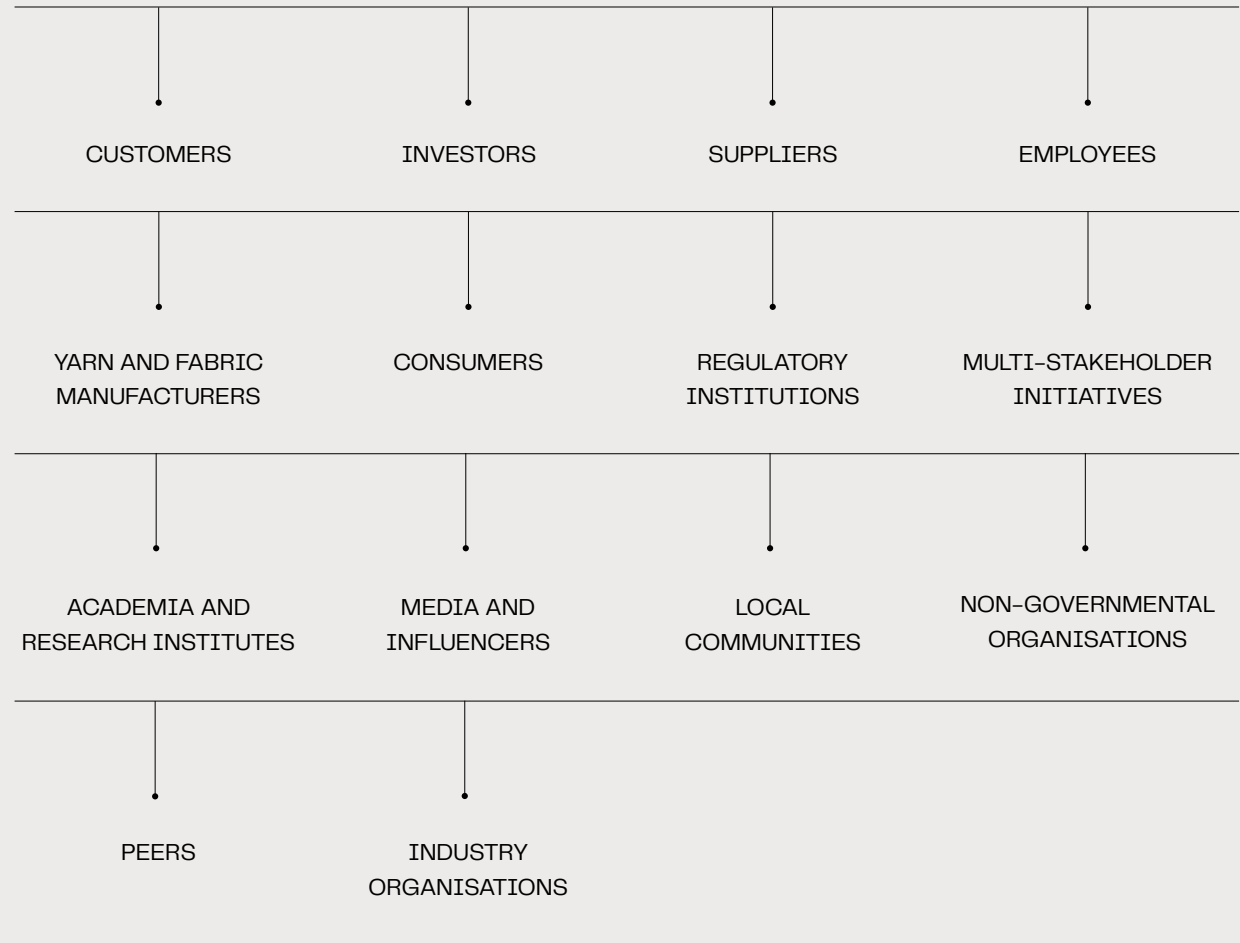 CUSTOMERS
INVESTORS
SUPPLIERS
EMPLOYEES
YARN AND FABRIC
MANUFACTURERS
CONSUMERS
REGULATORY
INSTITUTIONS
MULTI-STAKEHOLDER
INITIATIVES
ACADEMIA AND
RESEARCH INSTITUTES
MEDIA AND
INFLUENCERS
LOCAL
COMMUNITIES
NON-GOVERNMENTAL
ORGANISATIONS
PEERS
INDUSTRY
ORGANISATIONS